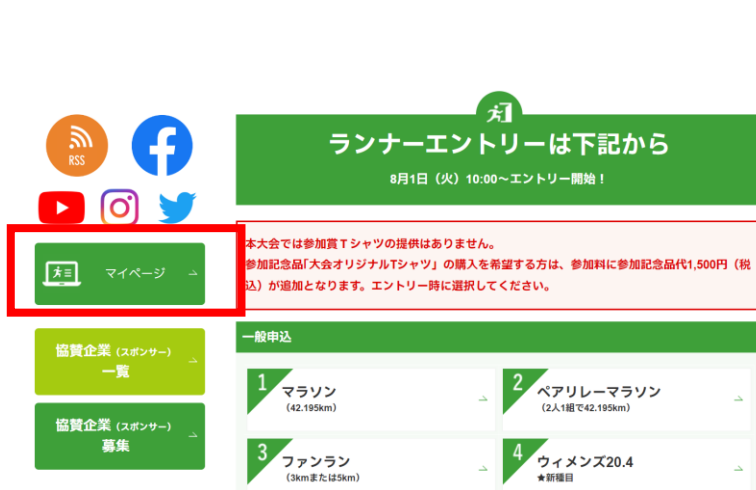 RSS
マイページ
協賛企業（スポンサー）
一覧
協賛企業（スポンサー）
募集
ランナーエントリーは下記から
8月1日（火）10:00～エントリー開始！
本大会では参加賞Ｔシャツの提供はありません。
参加記念品｢大会オリジナルTシャツ」の購入を希望する方は、参加料に参加記念品代1,500円（税
込）が追加となります。エントリー時に選択してください。
一般申込
1
マラソン
（42.195km）
2
ペアリレーマラソン
（2人1組で42.195km）
3
ファンラン
（3kmまたは5km）
4
ウィメンズ20.4
★新種目